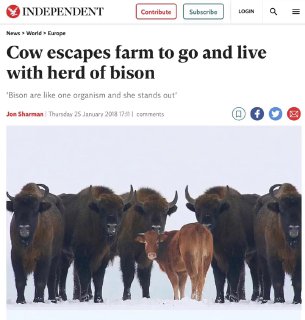 INDEPENDENT
Contribute
Subscribe
LOGIN
News > World > Europe
Cow escapes farm to go and live
with herd of bison
'Bison are like one organism and she stands out'
Jon Sharman | Thursday 25 January 2018 17:11 | comments